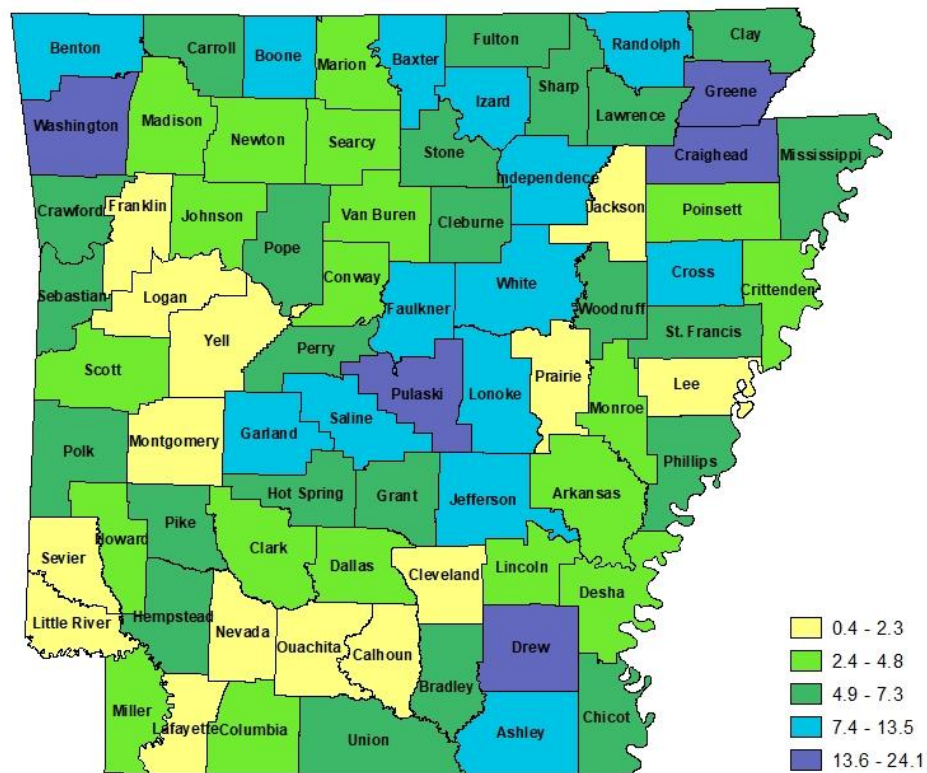 Benton
Carroll
Boone
Marion
Baxter
Fulton
Randolph
Clay
Izard
Sharp
Lawrence
Greene
Washington
Madison
Newton
Searcy
Stone
Independence
Craighead
Mississippi
Crawford
Franklin
Johnson
Pope
Van Buren
Cleburne
Jackson
Poinsett
Sebastian
Logan
Conway
Faulkner
White
Woodruff
Cross
Crittenden
St. Francis
Yell
Perry
Scott
Pulaski
Lonoke
Prairie
Lee
Monroe
Montgomery
Garland
Saline
Polk
Phillips
Hot Spring
Grant
Jefferson
Arkansas
Pike
Howard
Clark
Dallas
Cleveland
Lincoln
Desha
Sevier
Little River
Hempstead
Nevada
Ouachita
Calhoun
Drew
Bradley
Miller
Lafayette
Columbia
Union
Ashley
Chicot
0.4 - 2.3
2.4 - 4.8
4.9 - 7.3
7.4 - 13.5
13.6 - 24.1